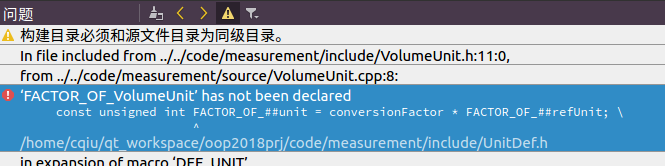 问题
构建目录必须和源文件目录为同级目录。
In file included from ../../code/measurement/include/VolumeUnit.h:11:0,
from ../../code/measurement/source/VolumeUnit.cpp:8:
‘FACTOR_OF_VolumeUnit’ has not been declared
const unsigned int FACTOR_OF_##unit = conversionFactor * FACTOR_OF_##refUnit; \
^
/home/cqiu/qt_workspace/oop2018prj/code/measurement/include/UnitDef.h
in expansion of macro ‘DEF_UNIT’